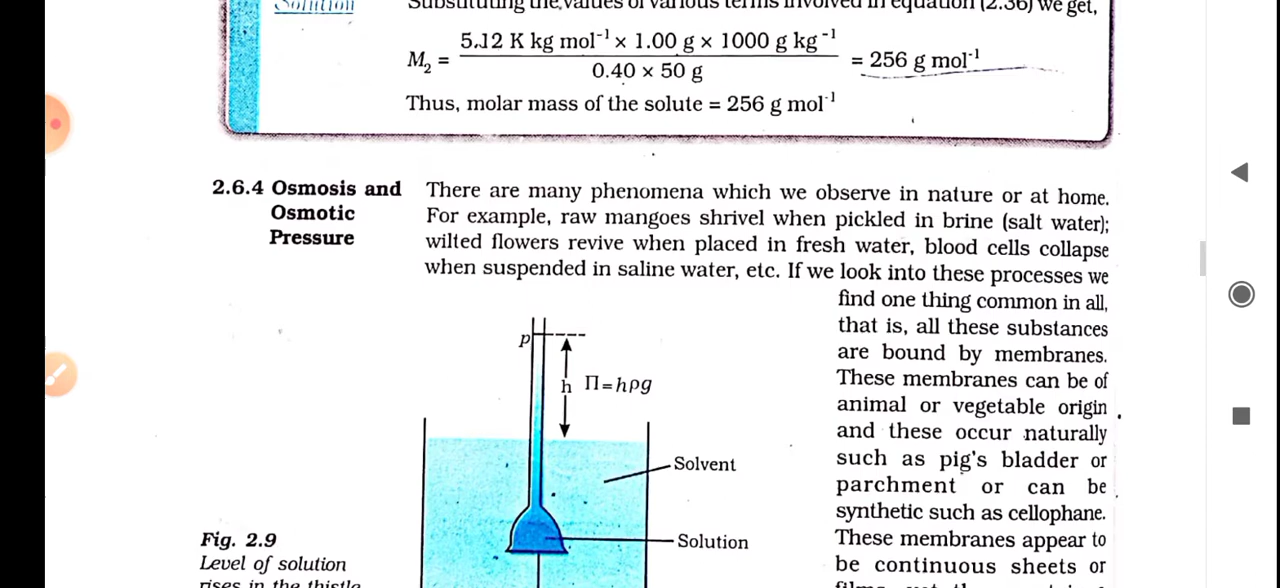 Solution
Substituting the values of various terms involved in equation (2.36) we get,
M₂ = 5.12 K kg mol⁻¹ × 1.00 g × 1000 g kg⁻¹ / 0.40 × 50 g = 256 g mol⁻¹
Thus, molar mass of the solute = 256 g mol⁻¹
2.6.4 Osmosis and
Osmotic
Pressure
There are many phenomena which we observe in nature or at home.
For example, raw mangoes shrivel when pickled in brine (salt water);
wilted flowers revive when placed in fresh water, blood cells collapse
when suspended in saline water, etc. If we look into these processes we
find one thing common in all,
that is, all these substances
are bound by membranes.
These membranes can be of
animal or vegetable origin
and these occur naturally
such as pig's bladder or
parchment or can be
synthetic such as cellophane.
These membranes appear to
be continuous sheets or
p
h Π=hρg
Solvent
Solution
Fig. 2.9
Level of solution
rises in the thistle